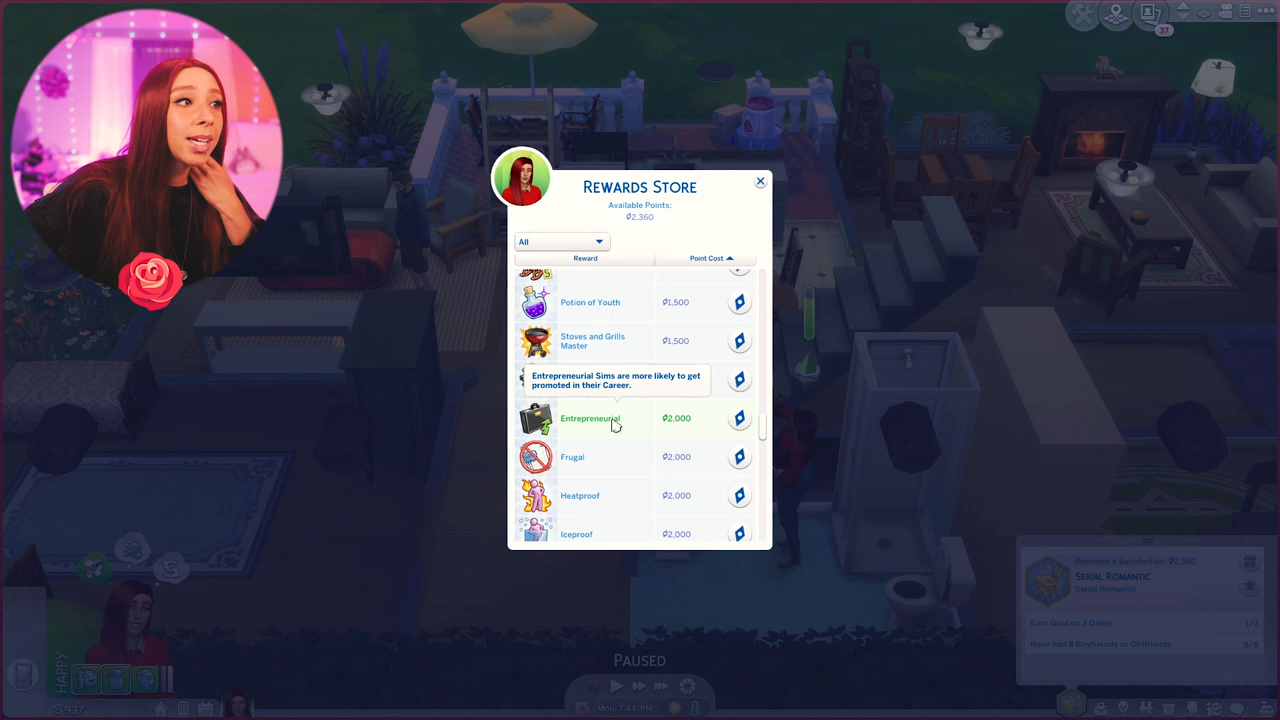 37
REWARDS STORE
Available Points:
2,360
All
Reward
Point Cost
Potion of Youth
1,500
Stoves and Grills
Master
1,500
Entrepreneurial Sims are more likely to get
promoted in their Career.
Entrepreneurial
2,000
Frugal
2,000
Heatproof
2,000
Iceproof
2,000
Primrosa's Satisfaction: 2,360
SERIAL ROMANTIC
Serial Romantic
Earn Gold on 3 Dates
1/3
Have had 8 Boyfriends or Girlfriends
5/8
HAPPY
PAUSED
§937
Mon, 7:44 PM